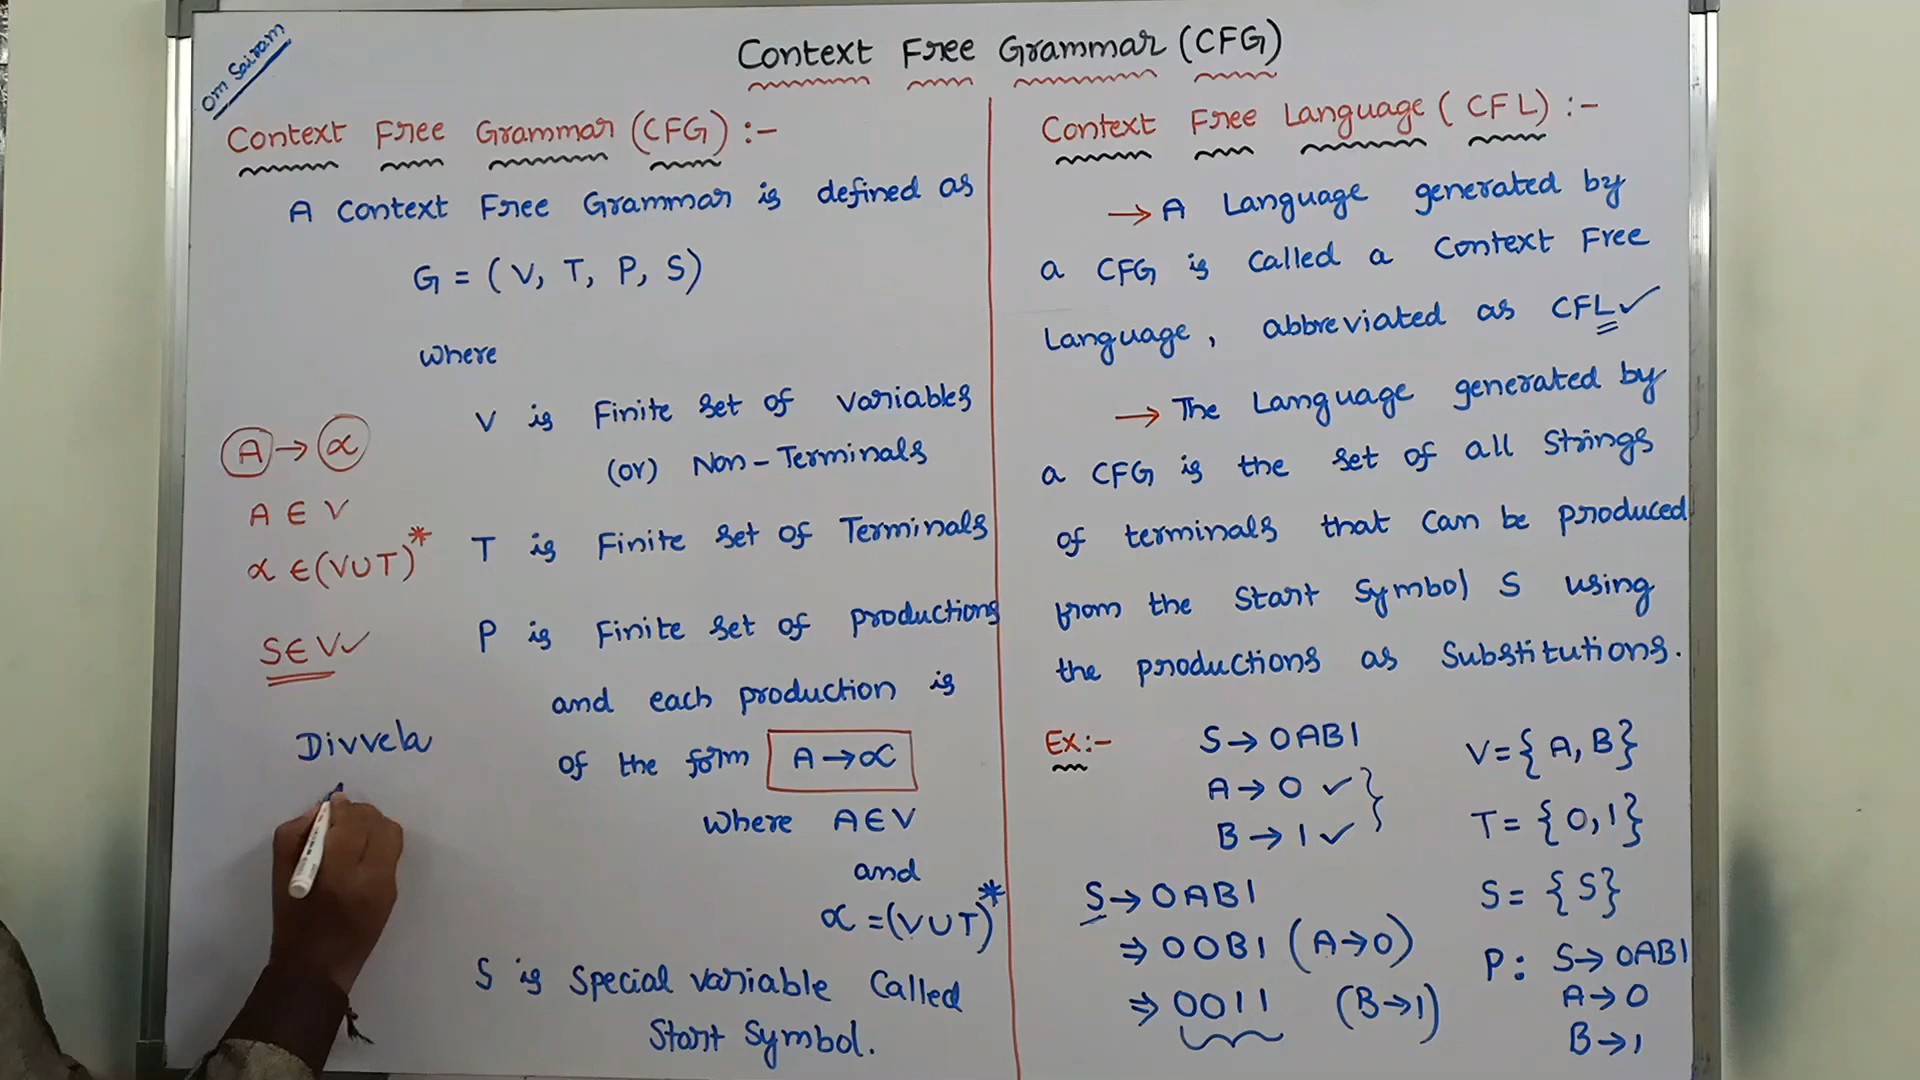 Om Sairam
Context Free Grammar (CFG)
Context Free Grammar (CFG) :-
A Context Free Grammar is defined as
G = (V, T, P, S)
where
V is Finite set of variables
(or) Non-Terminals
T is Finite set of Terminals
P is Finite set of productions
and each production is
of the form A→∝
where A∈V
and
∝ =(V∪T)*
S is Special variable Called
Start Symbol.
A → ∝
A ∈ V
∝ ∈(V∪T)*
S∈V✓
Divvela
Context Free Language (CFL) :-
→ A Language generated by
a CFG is Called a Context Free
Language, abbreviated as CFL✓
→ The Language generated by
a CFG is the set of all Strings
of terminals that Can be produced
from the Start Symbol S using
the productions as Substitutions.
Ex:-
S→0AB1
A→0 ✓
B→1 ✓
S→0AB1
⇒00B1 (A→0)
⇒0011 (B→1)
V={A,B}
T={0,1}
S={S}
P: S→0AB1
A→0
B→1